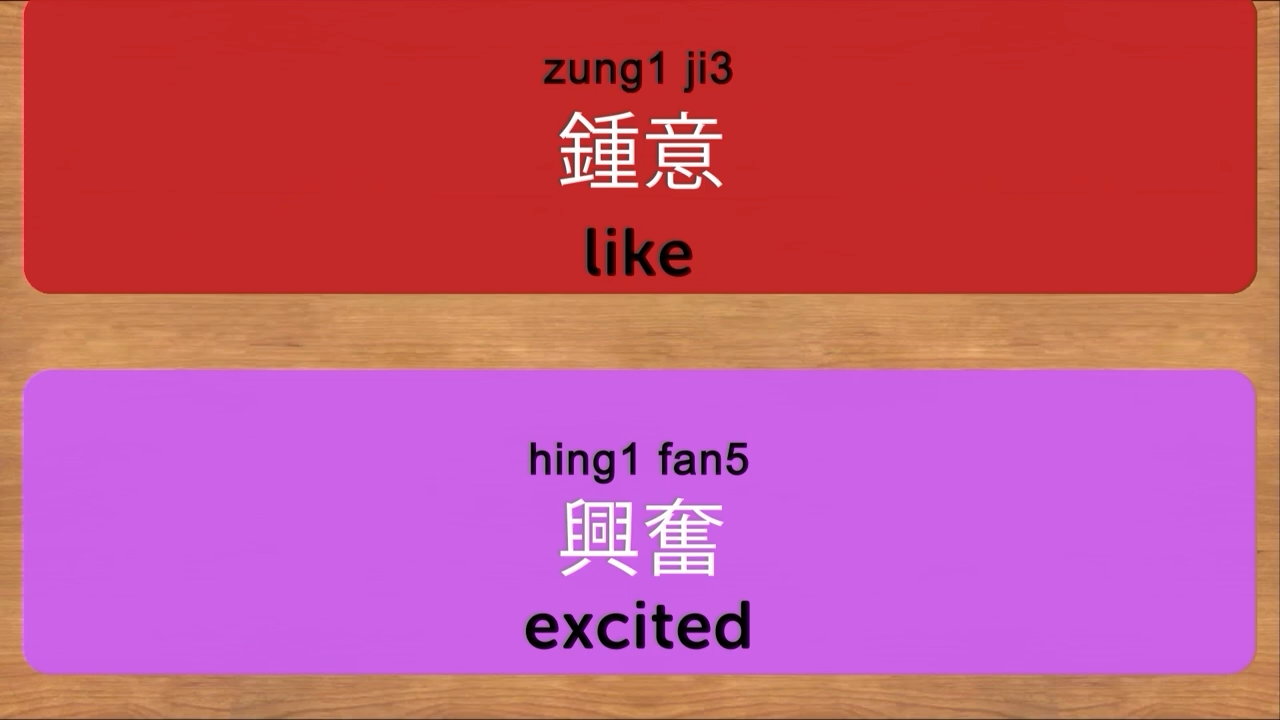 zung1 ji3
鍾意
like
hing1 fan5
興奮
excited